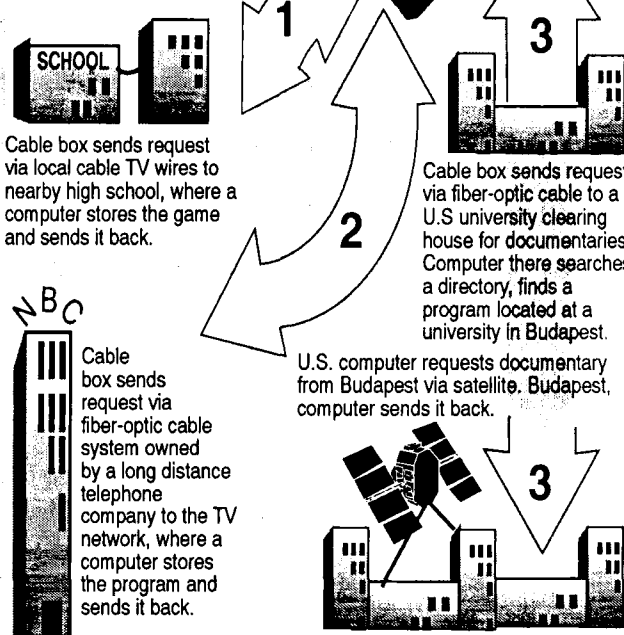 1
3
SCHOOL
Cable box sends request
via local cable TV wires to
nearby high school, where a
computer stores the game
and sends it back.
2
Cable box sends request
via fiber-optic cable to a
U.S university clearing
house for documentaries
Computer there searches
a directory, finds a
program located at a
university in Budapest.
NBC
Cable
box sends
request via
fiber-optic cable
system owned
by a long distance
telephone
company to the TV
network, where a
computer stores
the program and
sends it back.
U.S. computer requests documentary
from Budapest via satellite. Budapest,
computer sends it back.
3